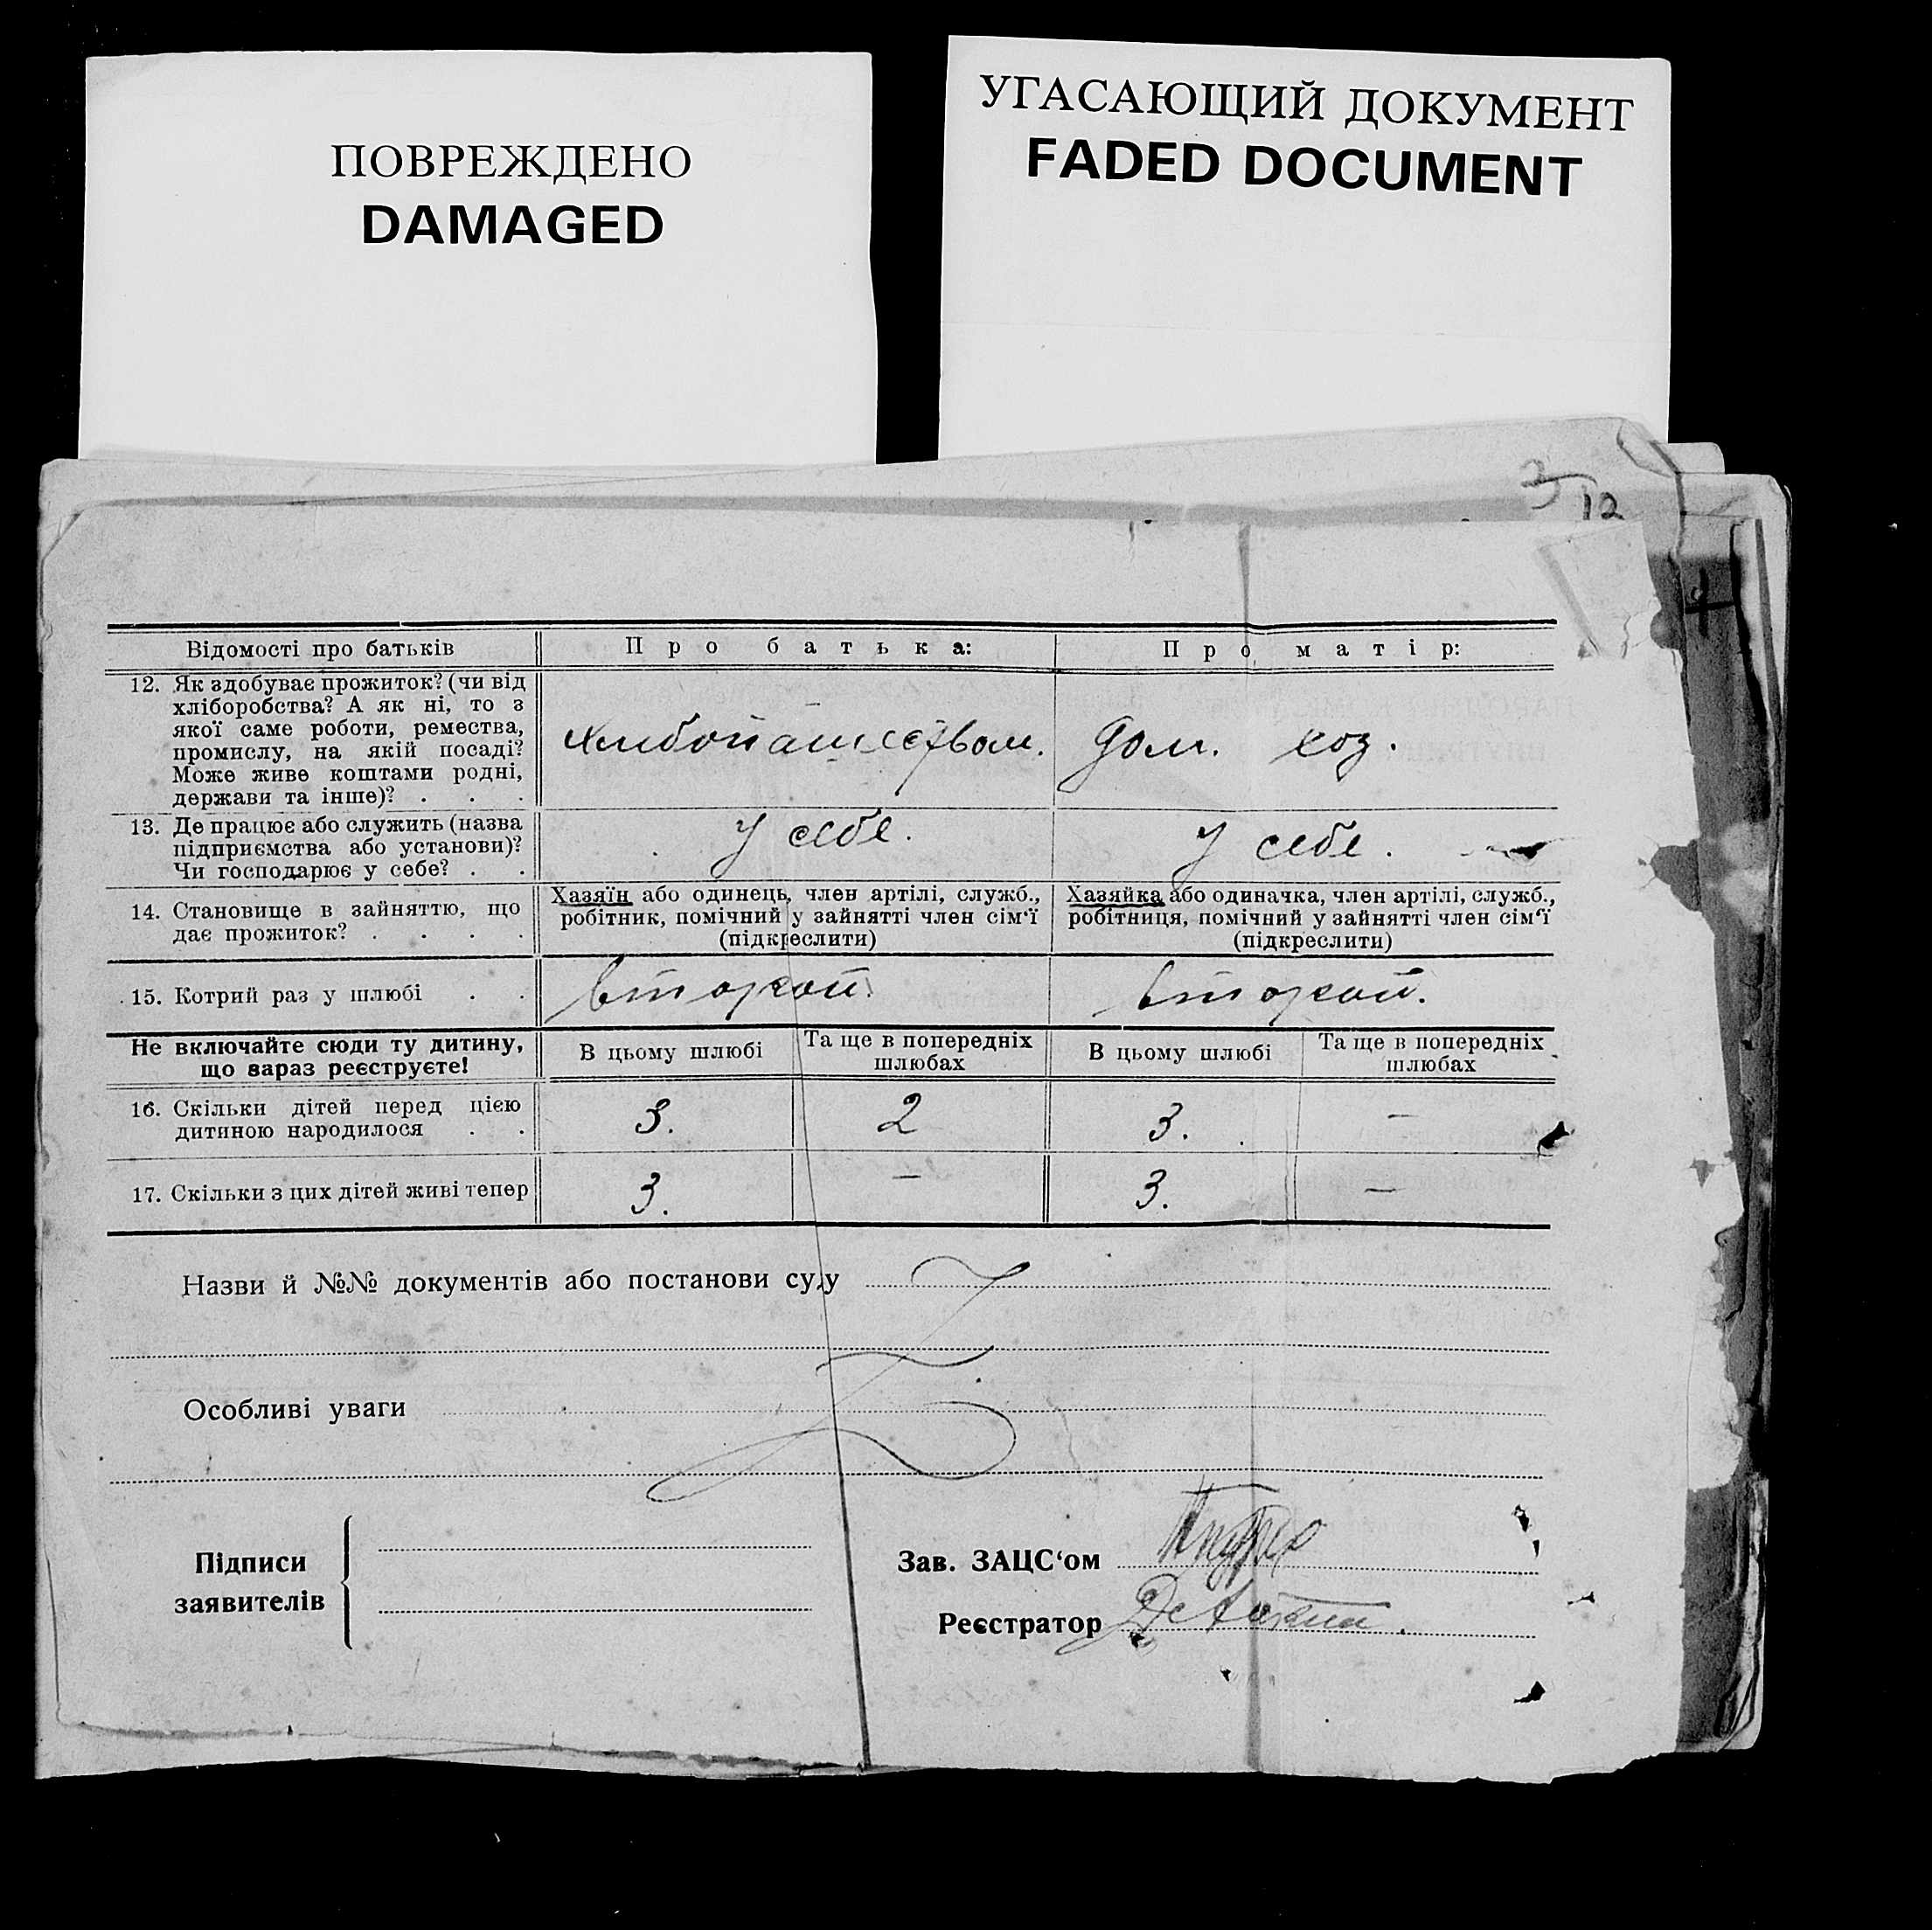 ПОВРЕЖДЕНО
DAMAGED
УГАСАЮЩИЙ ДОКУМЕНТ
FADED DOCUMENT
3/12
Відомості про батьків
Про батька:
Про матір:
12. Як здобуває прожиток? (чи від
хліборобства? А як ні, то з
якої саме роботи, ремества,
промислу, на якій посаді?
Може живе коштами родні,
держави та інше)? . . .
хлибопашеством.
дом. хоз.
13. Де працює або служить (назва
підприємства або установи)?
Чи господарює у себе? . .
У себе.
У себе.
14. Становище в зайняттю, що
дає прожиток? . . . .
Хазяїн або одинець, член артілі, служб.,
робітник, помічний у зайнятті член сім'ї
(підкреслити)
Хазяйка або одиначка, член артілі, служб.,
робітниця, помічний у зайнятті член сім'ї
(підкреслити)
15. Котрий раз у шлюбі . .
второй.
второй.
Не включайте сюди ту дитину,
що зараз реєструєте!
В цьому шлюбі
Та ще в попередніх
шлюбах
В цьому шлюбі
Та ще в попередніх
шлюбах
16. Скільки дітей перед цією
дитиною народилося . .
3.
2
3.
—
17. Скільки з цих дітей живі тепер
3.
—
3.
—
Назви й №№ документів або постанови суду
Особливі уваги
Підписи
заявителів
Зав. ЗАЦС'ом
Реєстратор